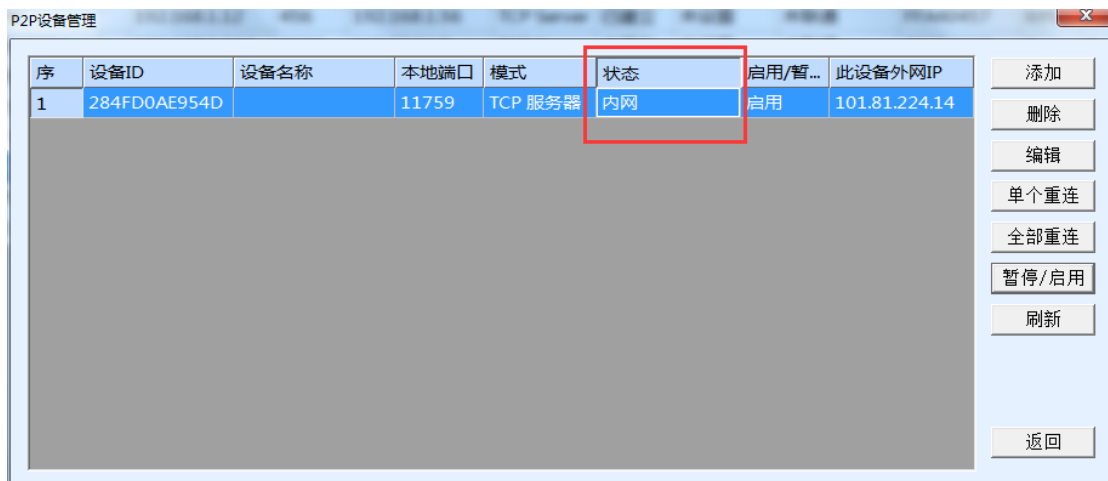 P2P设备管理
序 设备ID 设备名称 本地端口 模式 状态 启用/暂... 此设备外网IP
1 284FD0AE954D 11759 TCP 服务器 内网 启用 101.81.224.14
添加
删除
编辑
单个重连
全部重连
暂停/启用
刷新
返回